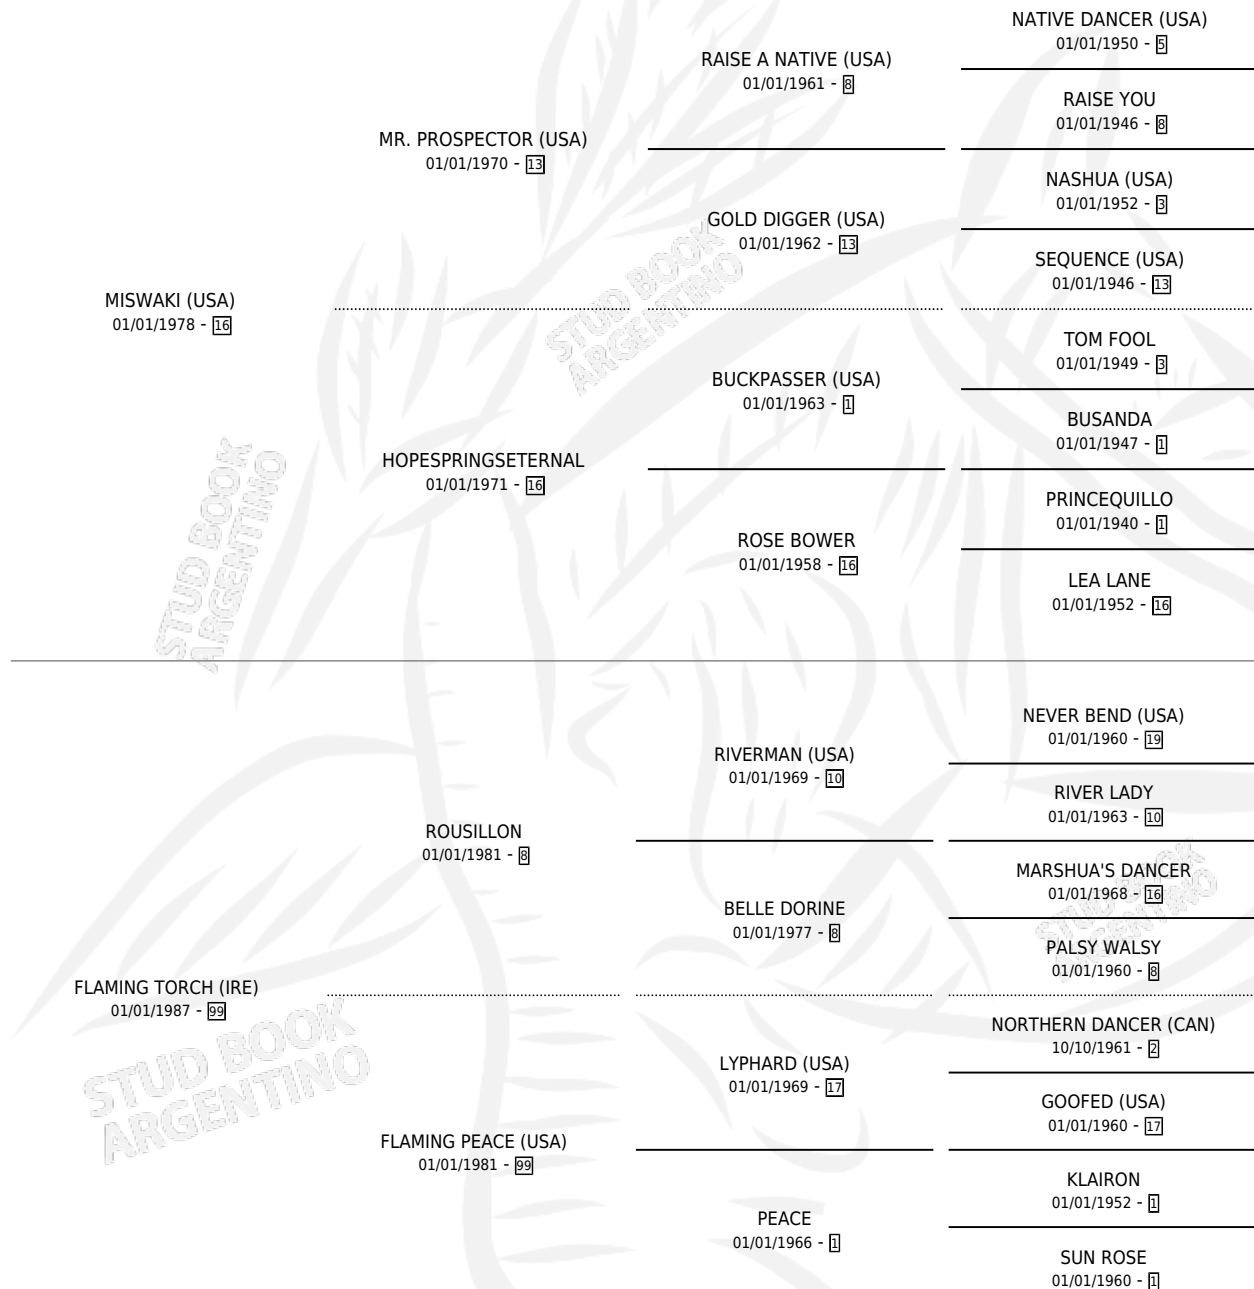 NATIVE DANCER (USA)
01/01/1950 - 5
RAISE A NATIVE (USA)
01/01/1961 - 8
RAISE YOU
01/01/1946 - 8
MR. PROSPECTOR (USA)
01/01/1970 - 13
NASHUA (USA)
01/01/1952 - 3
GOLD DIGGER (USA)
01/01/1962 - 13
SEQUENCE (USA)
01/01/1946 - 13
MISWAKI (USA)
01/01/1978 - 16
STUD BOOK
ARGENTINO
TOM FOOL
01/01/1949 - 3
BUCKPASSER (USA)
01/01/1963 - 1
BUSANDA
01/01/1947 - 1
HOPESPRINGSETERNAL
01/01/1971 - 16
PRINCEQUILLO
01/01/1940 - 1
ROSE BOWER
01/01/1958 - 16
LEA LANE
01/01/1952 - 16
STUD BOOK
ARGENTINO
NEVER BEND (USA)
01/01/1960 - 19
RIVERMAN (USA)
01/01/1969 - 10
RIVER LADY
01/01/1963 - 10
ROUSILLON
01/01/1981 - 8
MARSHUA'S DANCER
01/01/1968 - 16
BELLE DORINE
01/01/1977 - 8
STUD BOOK
ARGENTINO
PALSY WALSY
01/01/1960 - 8
FLAMING TORCH (IRE)
01/01/1987 - 99
NORTHERN DANCER (CAN)
10/10/1961 - 2
LYPHARD (USA)
01/01/1969 - 17
STUD BOOK
ARGENTINO
GOOFED (USA)
01/01/1960 - 17
FLAMING PEACE (USA)
01/01/1981 - 99
KLAIRON
01/01/1952 - 1
PEACE
01/01/1966 - 1
SUN ROSE
01/01/1960 - 1